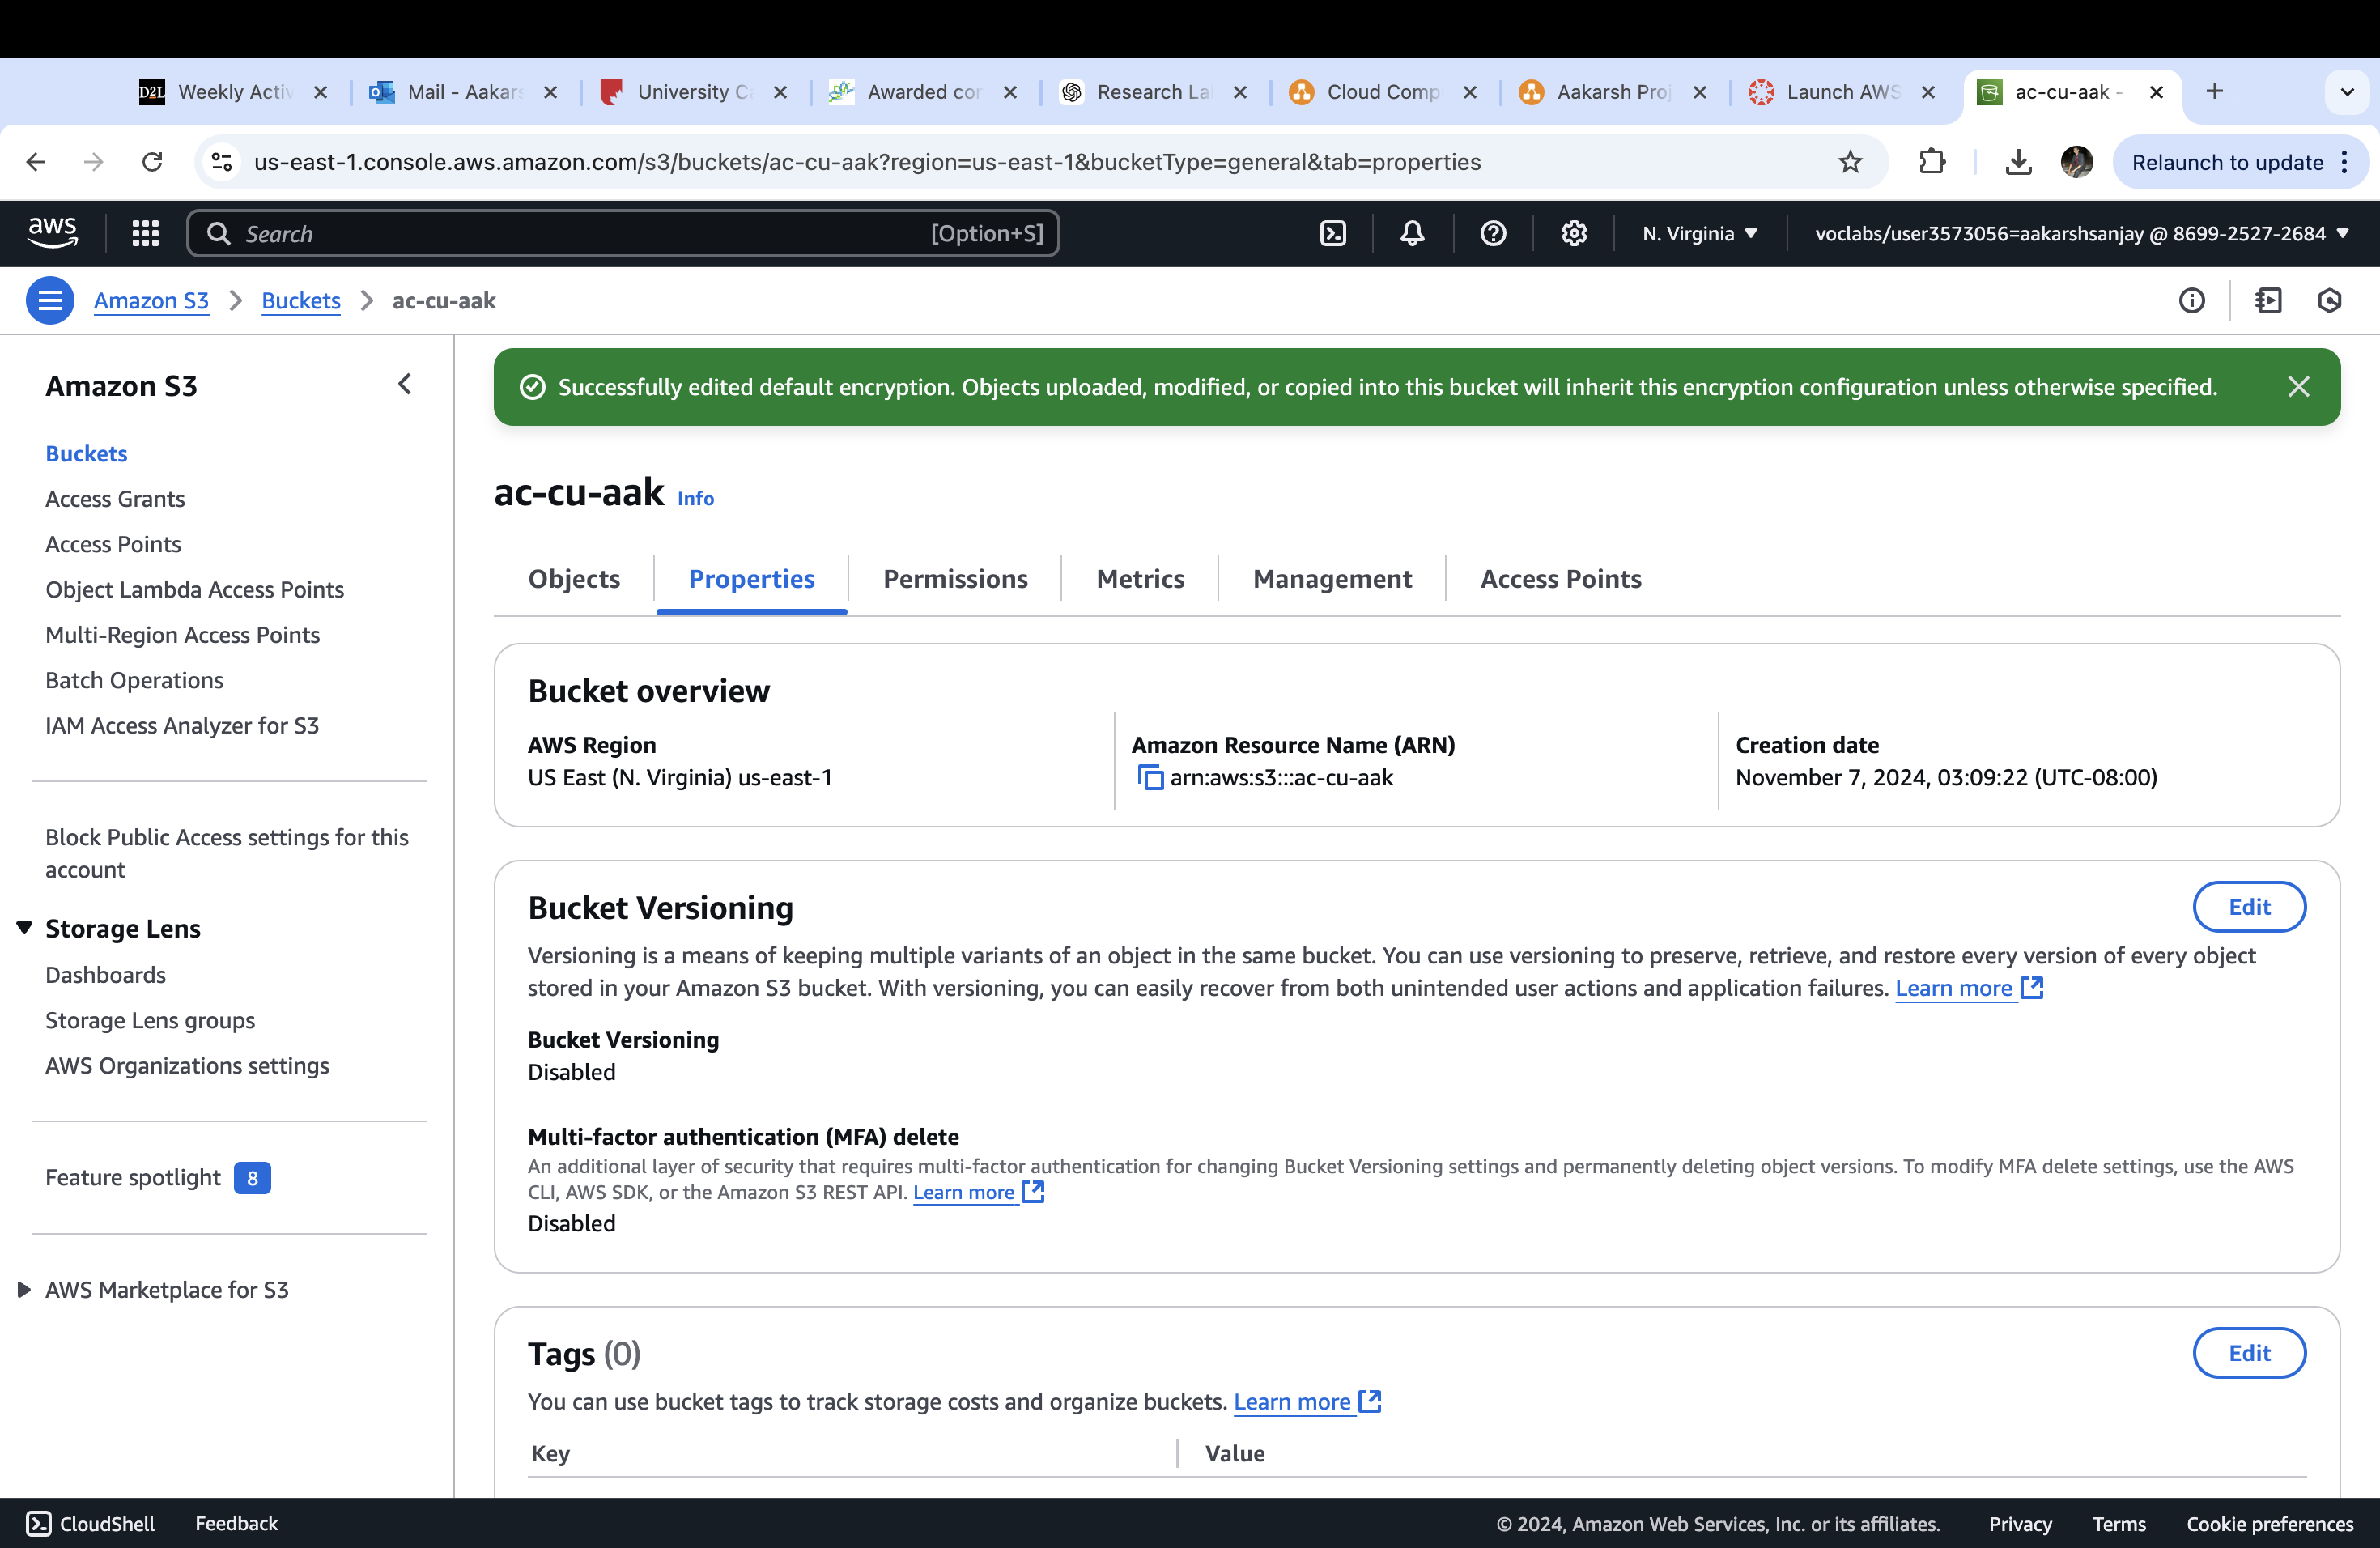 D2L Weekly Activ
Mail - Aakars
University Ca
Awarded cor
Research La
Cloud Comp
Aakarsh Proj
Launch AWS
ac-cu-aak -
us-east-1.console.aws.amazon.com/s3/buckets/ac-cu-aak?region=us-east-1&bucketType=general&tab=properties
Relaunch to update
aws
Search
[Option+S]
N. Virginia
voclabs/user3573056=aakarshsanjay @ 8699-2527-2684
Amazon S3
Buckets
ac-cu-aak
Amazon S3
Buckets
Access Grants
Access Points
Object Lambda Access Points
Multi-Region Access Points
Batch Operations
IAM Access Analyzer for S3
Block Public Access settings for this
account
Storage Lens
Dashboards
Storage Lens groups
AWS Organizations settings
Feature spotlight 8
AWS Marketplace for S3
Successfully edited default encryption. Objects uploaded, modified, or copied into this bucket will inherit this encryption configuration unless otherwise specified.
ac-cu-aak Info
Objects
Properties
Permissions
Metrics
Management
Access Points
Bucket overview
AWS Region
US East (N. Virginia) us-east-1
Amazon Resource Name (ARN)
arn:aws:s3:::ac-cu-aak
Creation date
November 7, 2024, 03:09:22 (UTC-08:00)
Bucket Versioning
Edit
Versioning is a means of keeping multiple variants of an object in the same bucket. You can use versioning to preserve, retrieve, and restore every version of every object
stored in your Amazon S3 bucket. With versioning, you can easily recover from both unintended user actions and application failures. Learn more
Bucket Versioning
Disabled
Multi-factor authentication (MFA) delete
An additional layer of security that requires multi-factor authentication for changing Bucket Versioning settings and permanently deleting object versions. To modify MFA delete settings, use the AWS
CLI, AWS SDK, or the Amazon S3 REST API. Learn more
Disabled
Tags (0)
Edit
You can use bucket tags to track storage costs and organize buckets. Learn more
Key
Value
CloudShell
Feedback
© 2024, Amazon Web Services, Inc. or its affiliates.
Privacy
Terms
Cookie preferences